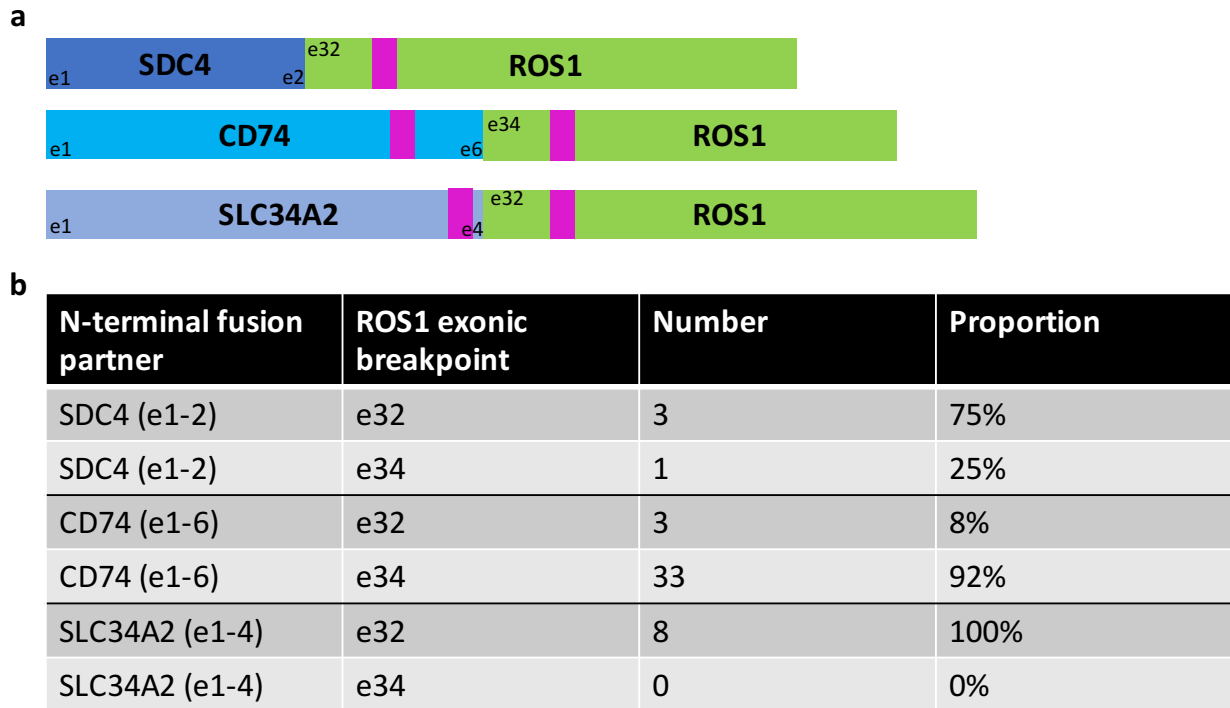 a
e1 SDC4 e2 e32 ROS1
e1 CD74 e6 e34 ROS1
e1 SLC34A2 e4 e32 ROS1
b
N-terminal fusion partner ROS1 exonic breakpoint Number Proportion
SDC4 (e1-2) e32 3 75%
SDC4 (e1-2) e34 1 25%
CD74 (e1-6) e32 3 8%
CD74 (e1-6) e34 33 92%
SLC34A2 (e1-4) e32 8 100%
SLC34A2 (e1-4) e34 0 0%